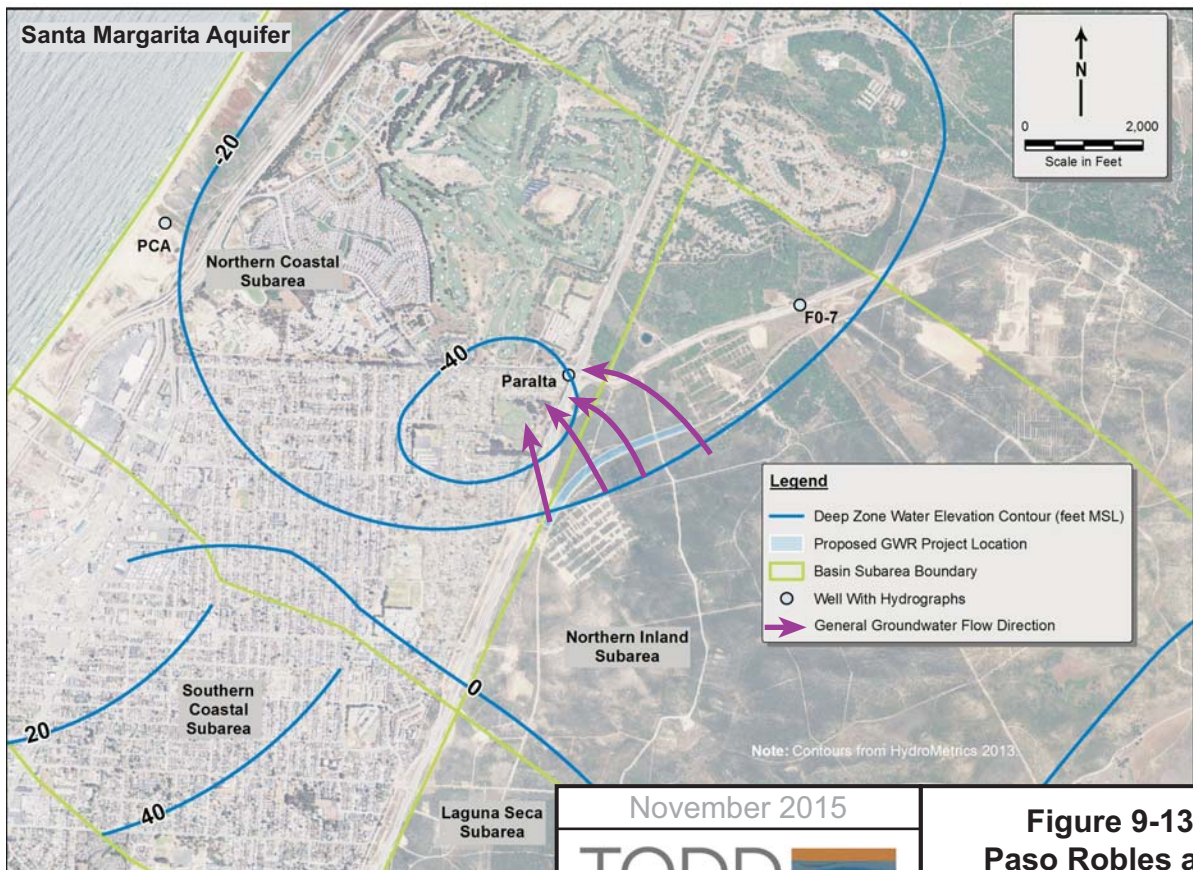 Santa Margarita Aquifer
N
0 2,000
Scale in Feet
-20
PCA
Northern Coastal
Subarea
F0-7
-40
Paralta
Legend
Deep Zone Water Elevation Contour (feet MSL)
Proposed GWR Project Location
Basin Subarea Boundary
Well With Hydrographs
General Groundwater Flow Direction
Northern Inland
Subarea
0
Southern
Coastal
Subarea
20
40
Note: Contours from HydroMetrics 2013.
Laguna Seca
Subarea
November 2015
TODD
Figure 9-13
Paso Robles a